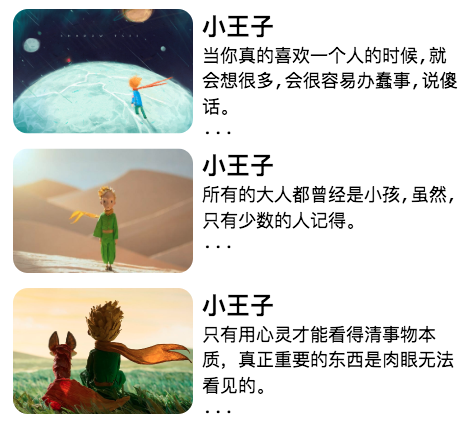 小王子
当你真的喜欢一个人的时候,就
会想很多,会很容易办蠢事,说傻
话。
...
小王子
所有的大人都曾经是小孩,虽然,
只有少数的人记得。
...
小王子
只有用心灵才能看得清事物本
质，真正重要的东西是肉眼无法
看见的。
...